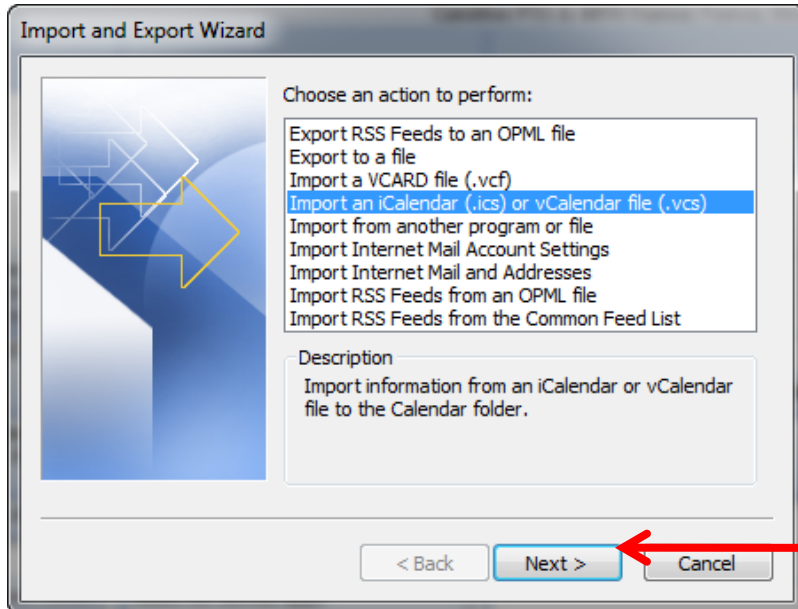 Import and Export Wizard
Choose an action to perform:
Export RSS Feeds to an OPML file
Export to a file
Import a VCARD file (.vcf)
Import an iCalendar (.ics) or vCalendar file (.vcs)
Import from another program or file
Import Internet Mail Account Settings
Import Internet Mail and Addresses
Import RSS Feeds from an OPML file
Import RSS Feeds from the Common Feed List
Description
Import information from an iCalendar or vCalendar
file to the Calendar folder.
< Back Next > Cancel